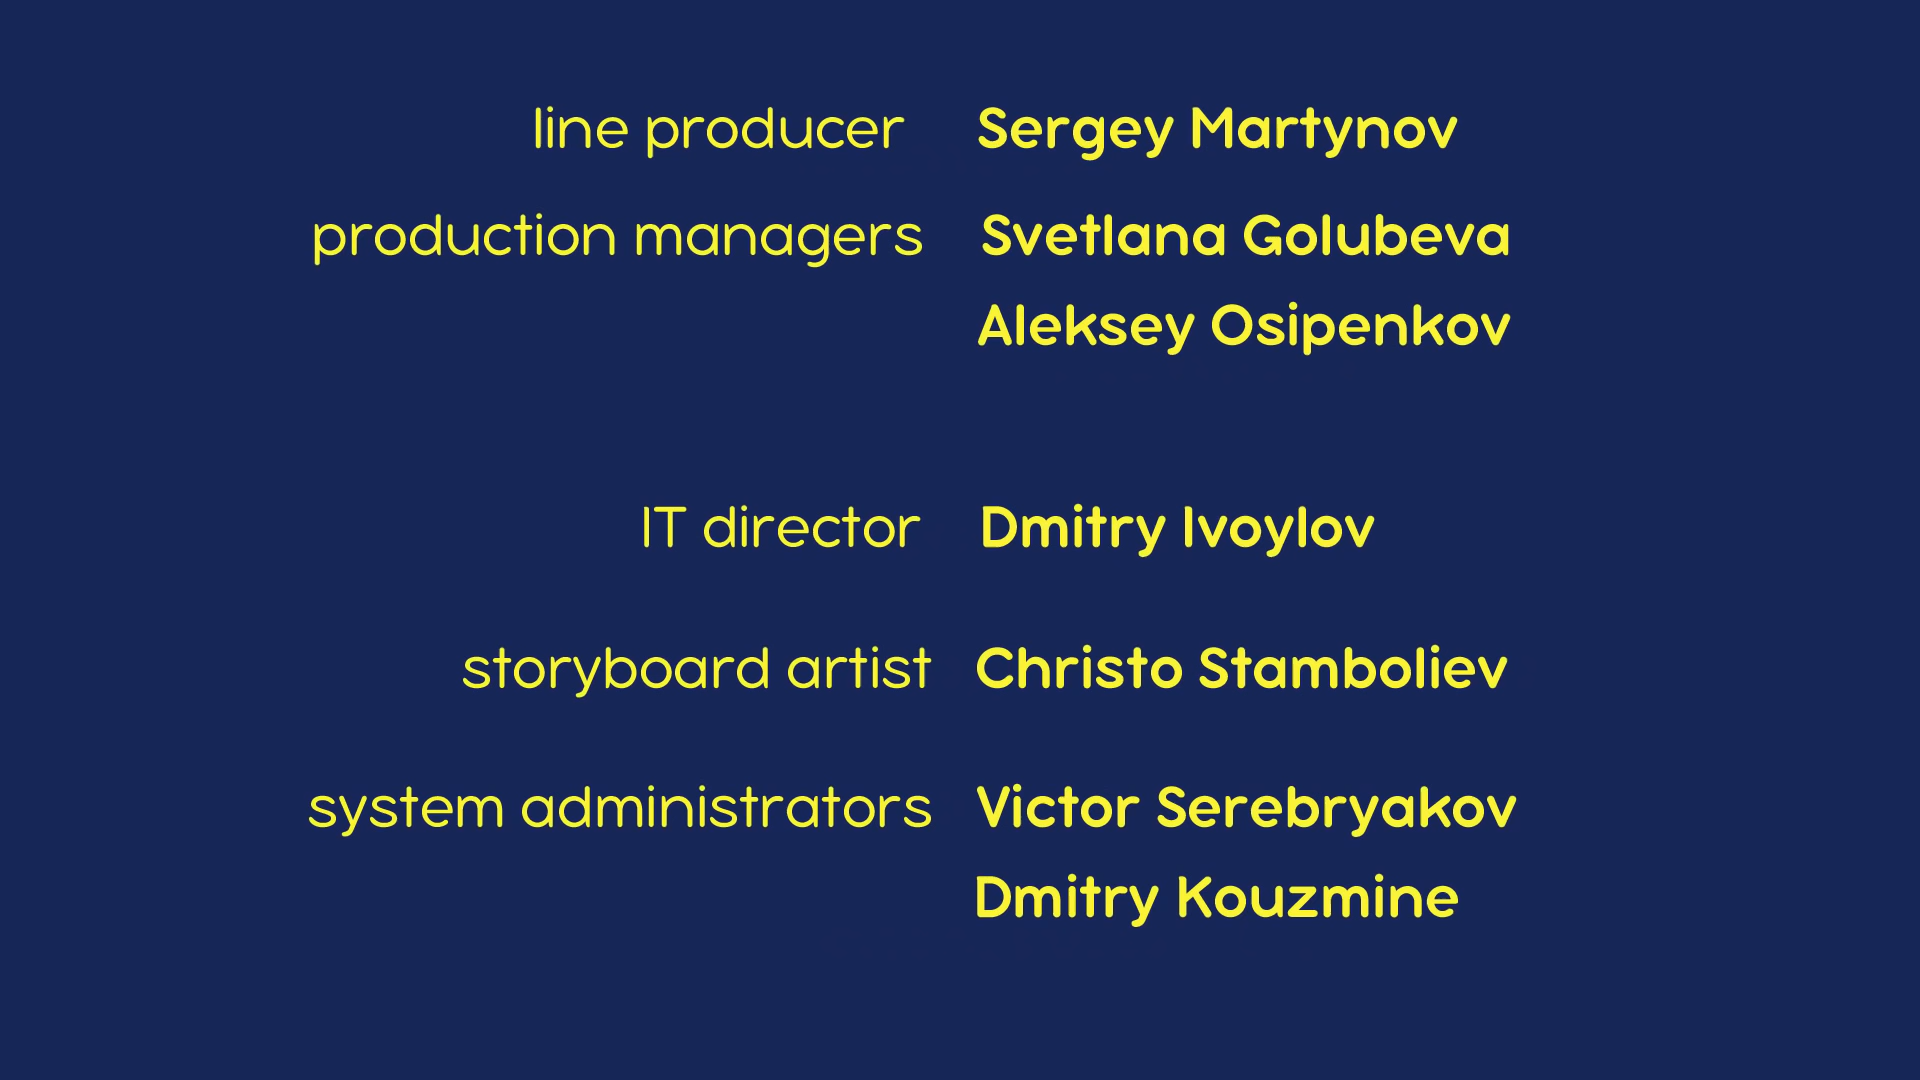 line producer Sergey Martynov
production managers Svetlana Golubeva
Aleksey Osipenkov
IT director Dmitry Ivoylov
storyboard artist Christo Stamboliev
system administrators Victor Serebryakov
Dmitry Kouzmine